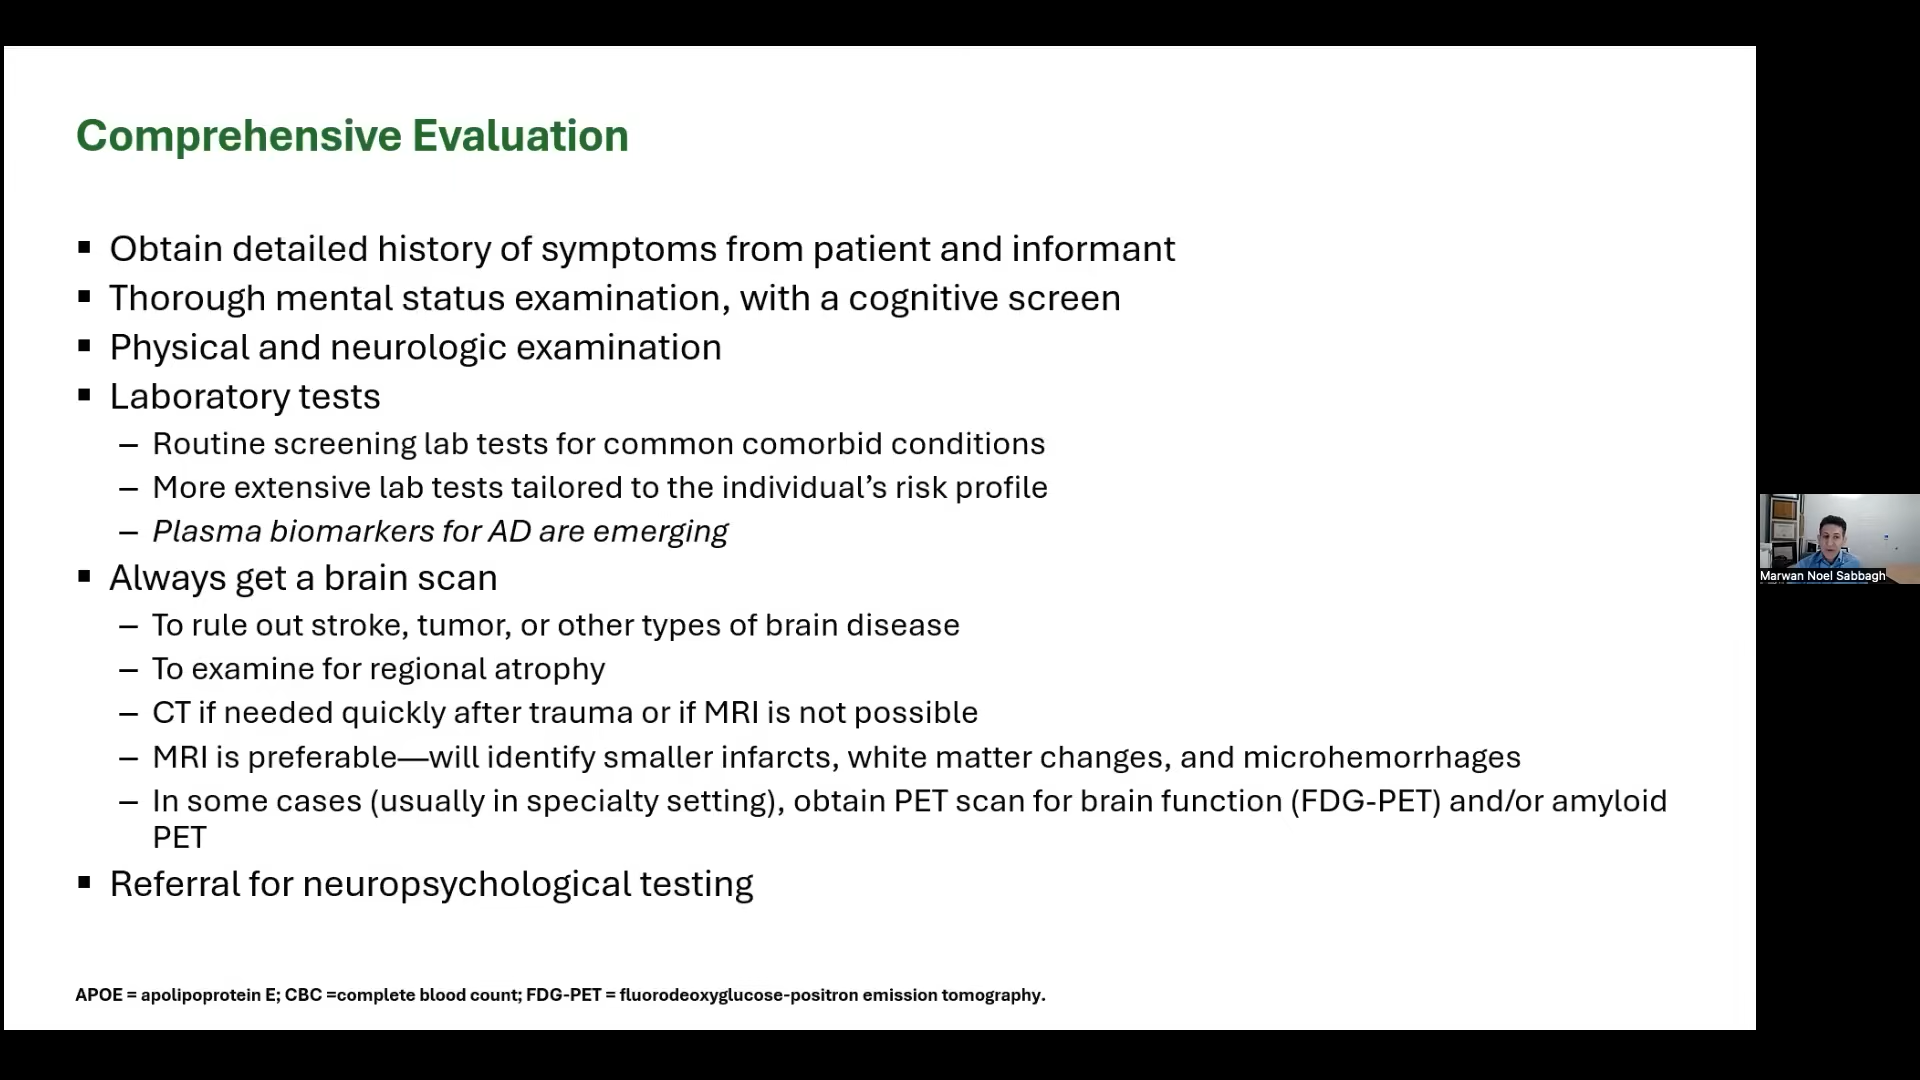 Comprehensive Evaluation
▪ Obtain detailed history of symptoms from patient and informant
▪ Thorough mental status examination, with a cognitive screen
▪ Physical and neurologic examination
▪ Laboratory tests
– Routine screening lab tests for common comorbid conditions
– More extensive lab tests tailored to the individual’s risk profile
– Plasma biomarkers for AD are emerging
▪ Always get a brain scan
– To rule out stroke, tumor, or other types of brain disease
– To examine for regional atrophy
– CT if needed quickly after trauma or if MRI is not possible
– MRI is preferable—will identify smaller infarcts, white matter changes, and microhemorrhages
– In some cases (usually in specialty setting), obtain PET scan for brain function (FDG-PET) and/or amyloid
PET
▪ Referral for neuropsychological testing
APOE = apolipoprotein E; CBC =complete blood count; FDG-PET = fluorodeoxyglucose-positron emission tomography.
Marwan Noel Sabbagh